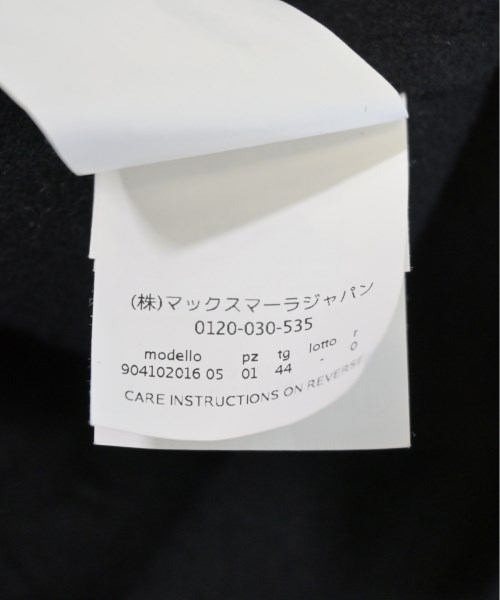 (株)マックスマーラジャパン
0120-030-535
modello pz tg lotto r
904102016 05 01 44 - 0
CARE INSTRUCTIONS ON REVERSE